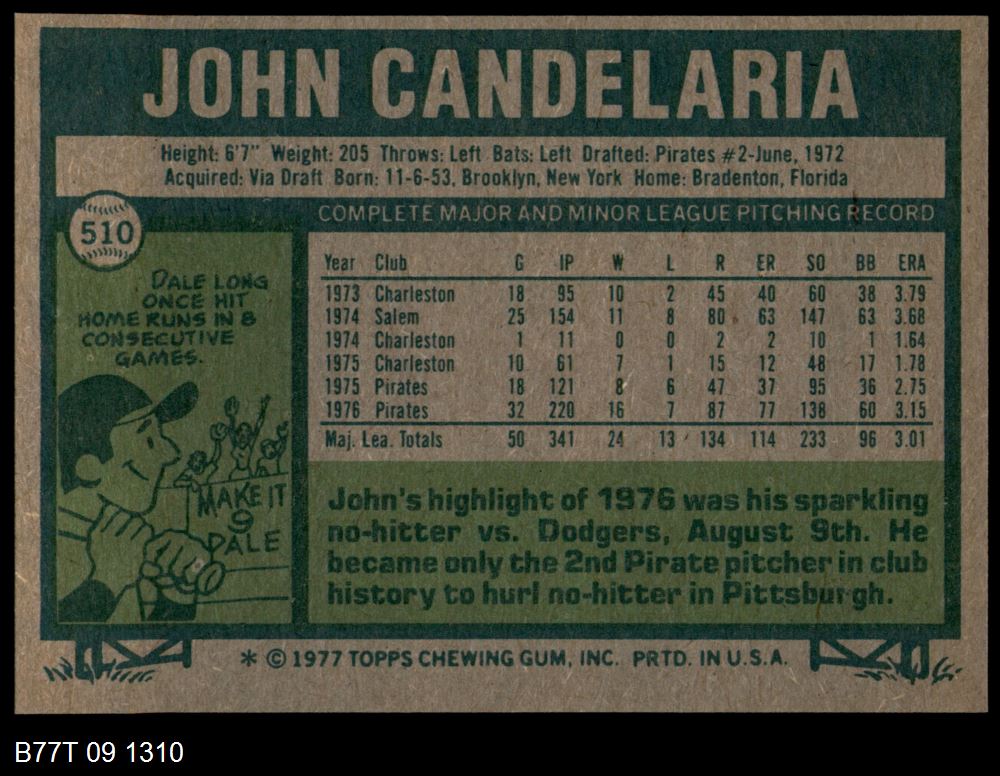 JOHN CANDELARIA
Height: 6'7" Weight: 205 Throws: Left Bats: Left Drafted: Pirates #2-June, 1972
Acquired: Via Draft Born: 11-6-53, Brooklyn, New York Home: Bradenton, Florida
510
DALE LONG
ONCE HIT
HOME RUNS IN 8
CONSECUTIVE
GAMES.
MAKE IT
9
DALE
COMPLETE MAJOR AND MINOR LEAGUE PITCHING RECORD
Year Club G IP W L R ER SO BB ERA
1973 Charleston 18 95 10 2 45 40 60 38 3.79
1974 Salem 25 154 11 8 80 63 147 63 3.68
1974 Charleston 1 11 0 0 2 2 10 1 1.64
1975 Charleston 10 61 7 1 15 12 48 17 1.78
1975 Pirates 18 121 8 6 47 37 95 36 2.75
1976 Pirates 32 220 16 7 87 77 138 60 3.15
Maj. Lea. Totals 50 341 24 13 134 114 233 96 3.01
John's highlight of 1976 was his sparkling
no-hitter vs. Dodgers, August 9th. He
became only the 2nd Pirate pitcher in club
history to hurl no-hitter in Pittsburgh.
* © 1977 TOPPS CHEWING GUM, INC. PRTD. IN U.S.A.
B77T 09 1310